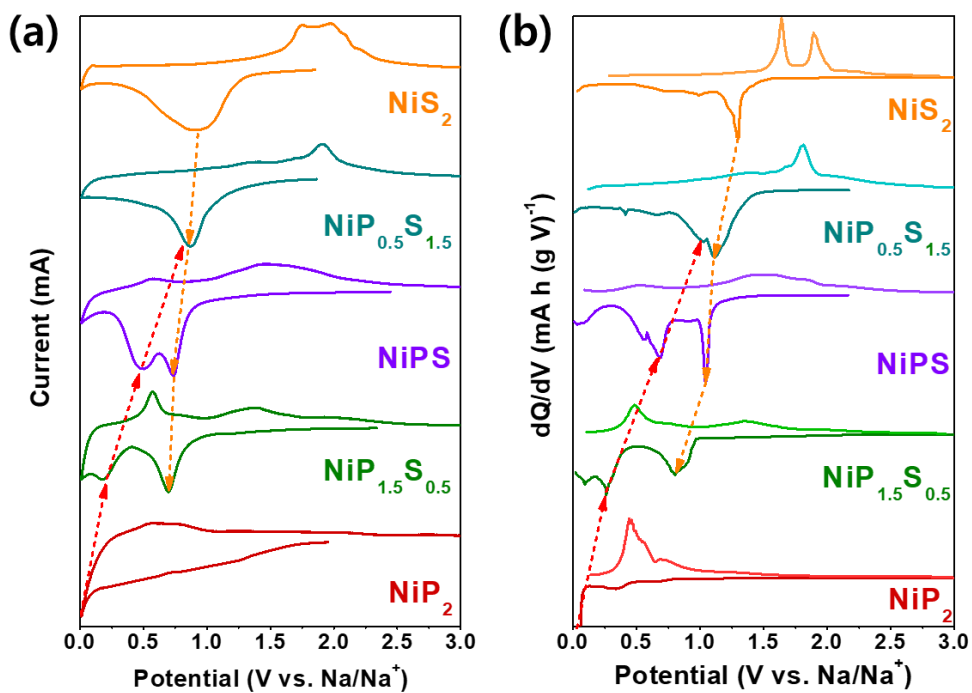 (a)
Current (mA)
NiS₂
NiP₀.₅S₁.₅
NiPS
NiP₁.₅S₀.₅
NiP₂
0.0 0.5 1.0 1.5 2.0 2.5 3.0
Potential (V vs. Na/Na⁺)
(b)
dQ/dV (mA h (g V)⁻¹)
NiS₂
NiP₀.₅S₁.₅
NiPS
NiP₁.₅S₀.₅
NiP₂
0.0 0.5 1.0 1.5 2.0 2.5 3.0
Potential (V vs. Na/Na⁺)